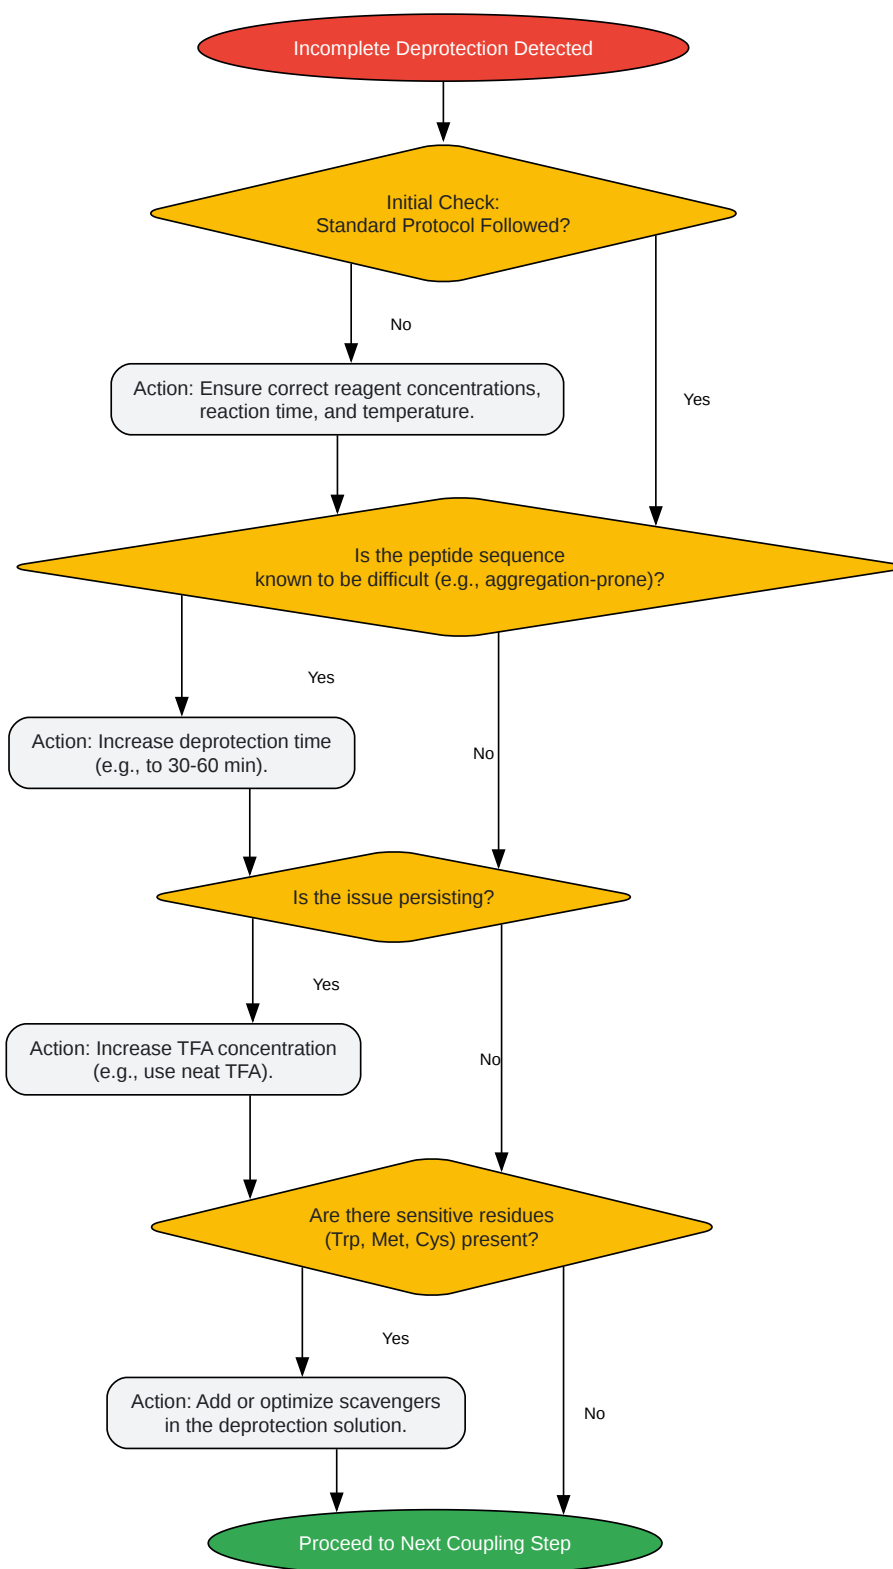 Incomplete Deprotection Detected
Initial Check:
Standard Protocol Followed?
No
Action: Ensure correct reagent concentrations,
reaction time, and temperature.
Yes
Is the peptide sequence
known to be difficult (e.g., aggregation-prone)?
Yes
Action: Increase deprotection time
(e.g., to 30-60 min).
No
Is the issue persisting?
Yes
Action: Increase TFA concentration
(e.g., use neat TFA).
No
Are there sensitive residues
(Trp, Met, Cys) present?
Yes
Action: Add or optimize scavengers
in the deprotection solution.
No
Proceed to Next Coupling Step